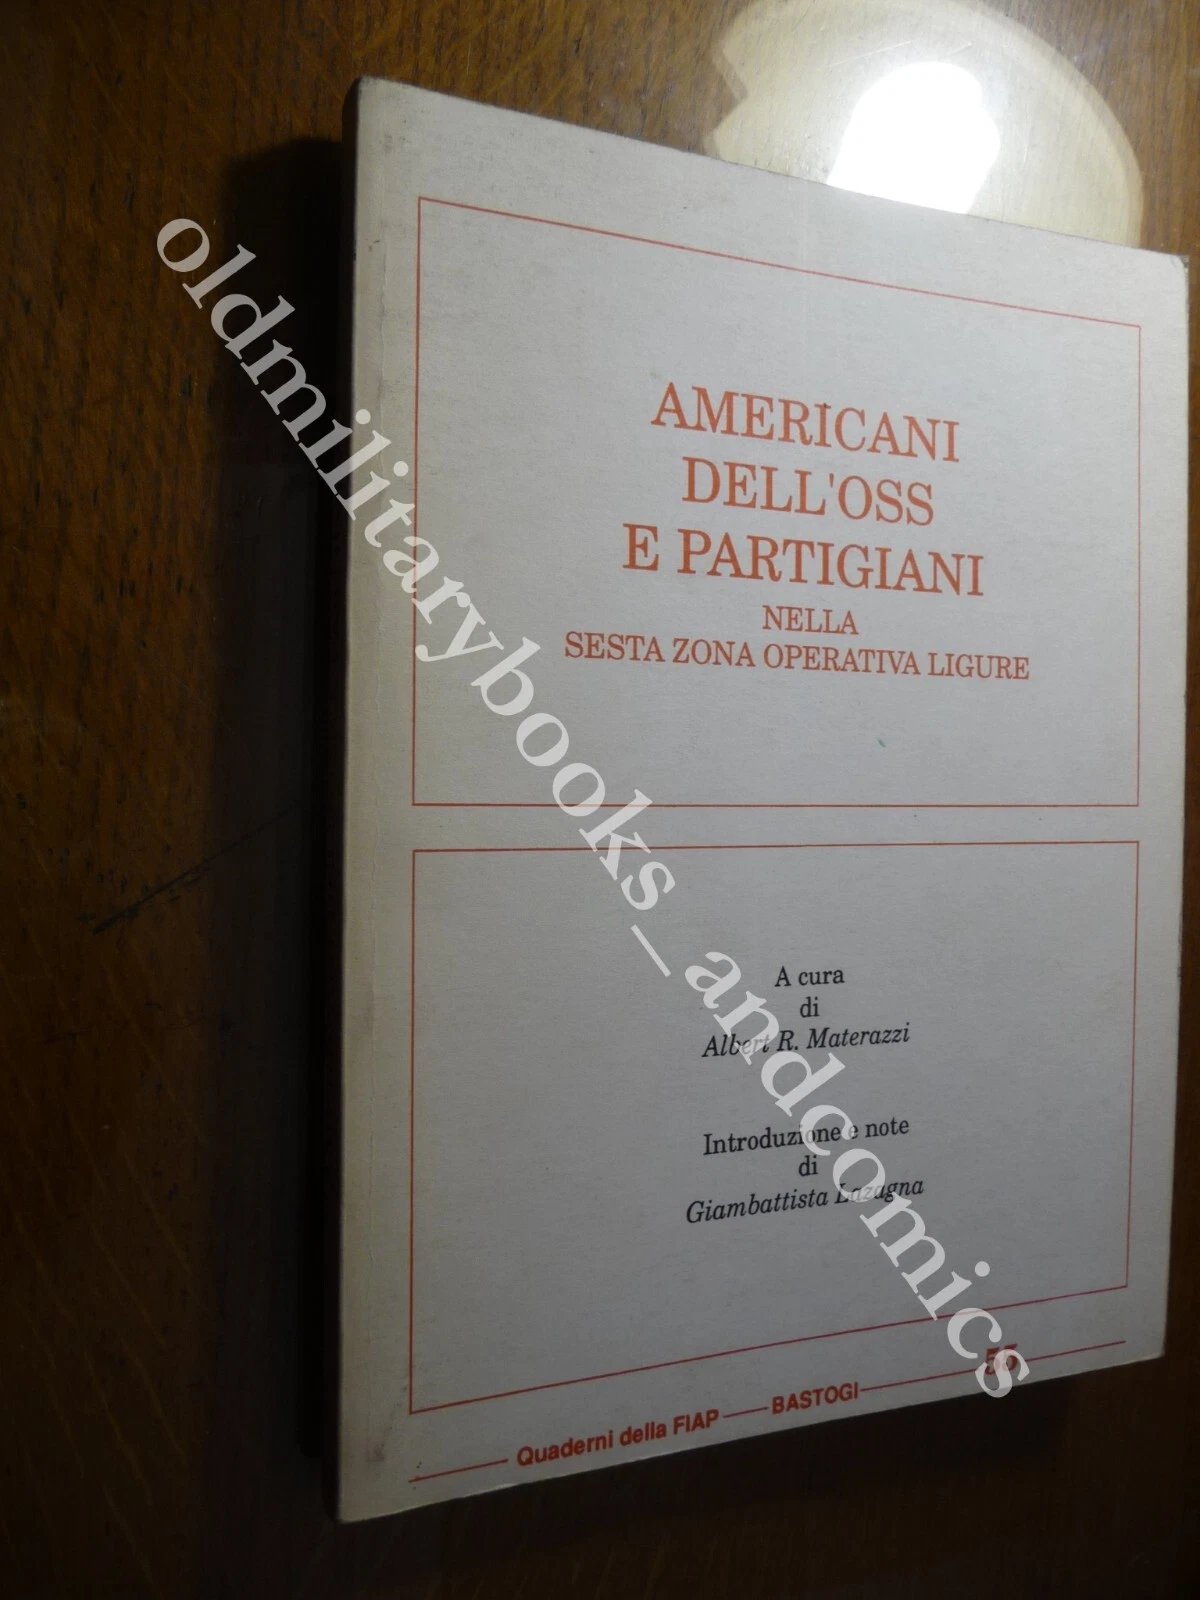 AMERICANI
DELL'OSS
E PARTIGIANI
NELLA
SESTA ZONA OPERATIVA LIGURE
A cura
di
Albert R. Materazzi
Introduzione e note
di
Giambattista Lazagna
Quaderni della FIAP — BASTOGI — 55
oldmilitarybooks_andcomics